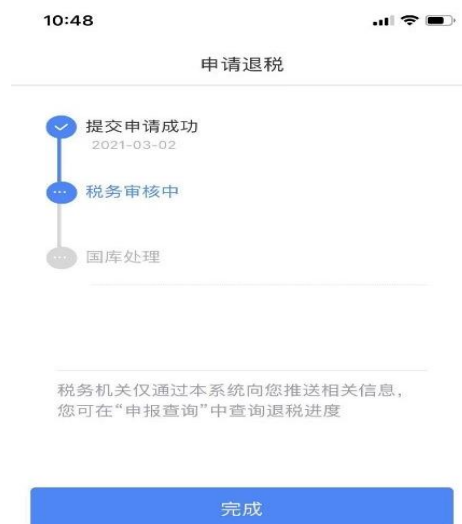 10:48
申请退税
提交申请成功
2021-03-02
税务审核中
国库处理
税务机关仅通过本系统向您推送相关信息,
您可在“申报查询”中查询退税进度
完成